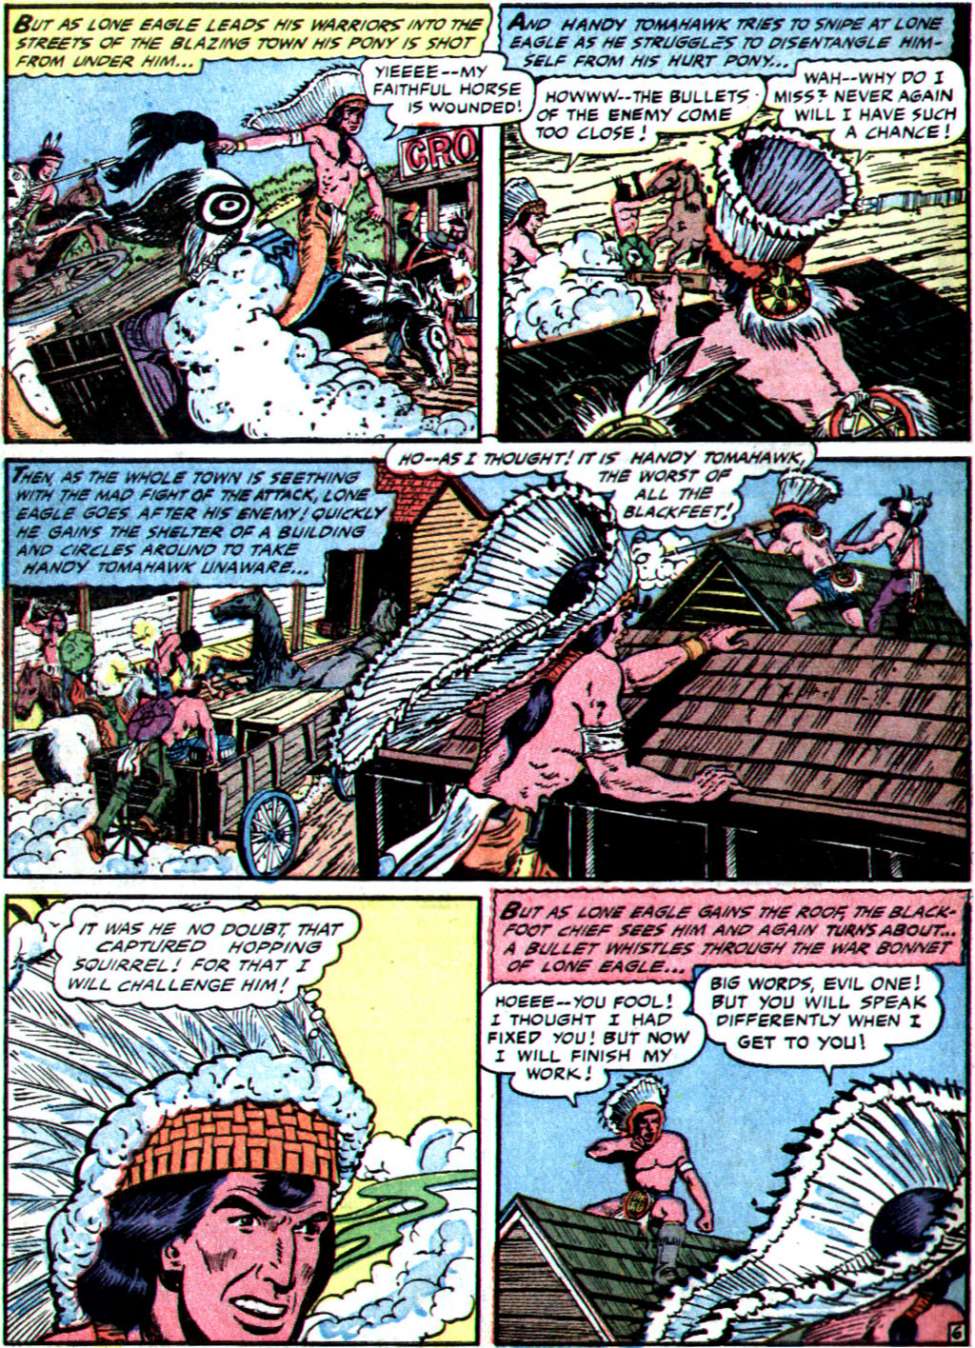 BUT AS LONE EAGLE LEADS HIS WARRIORS INTO THE
STREETS OF THE BLAZING TOWN HIS PONY IS SHOT
FROM UNDER HIM...
YIEEEE--MY
FAITHFUL HORSE
IS WOUNDED!
CRO
AND HANDY TOMAHAWK TRIES TO SNIPE AT LONE
EAGLE AS HE STRUGGLES TO DISENTANGLE HIM-
SELF FROM HIS HURT PONY...
HOWWW--THE BULLETS
OF THE ENEMY COME
TOO CLOSE!
WAH--WHY DO I
MISS? NEVER AGAIN
WILL I HAVE SUCH
A CHANCE!
THEN, AS THE WHOLE TOWN IS SEETHING
WITH THE MAD FIGHT OF THE ATTACK, LONE
EAGLE GOES AFTER HIS ENEMY! QUICKLY
HE GAINS THE SHELTER OF A BUILDING
AND CIRCLES AROUND TO TAKE
HANDY TOMAHAWK UNAWARE...
HO--AS I THOUGHT! IT IS HANDY TOMAHAWK,
THE WORST OF
ALL THE
BLACKFEET!
IT WAS HE NO DOUBT, THAT
CAPTURED HOPPING
SQUIRREL! FOR THAT I
WILL CHALLENGE HIM!
BUT AS LONE EAGLE GAINS THE ROOF, THE BLACK-
FOOT CHIEF SEES HIM AND AGAIN TURNS ABOUT...
A BULLET WHISTLES THROUGH THE WAR BONNET
OF LONE EAGLE...
HOEEE--YOU FOOL!
I THOUGHT I HAD
FIXED YOU! BUT NOW
I WILL FINISH MY
WORK!
BIG WORDS, EVIL ONE!
BUT YOU WILL SPEAK
DIFFERENTLY WHEN I
GET TO YOU!
6